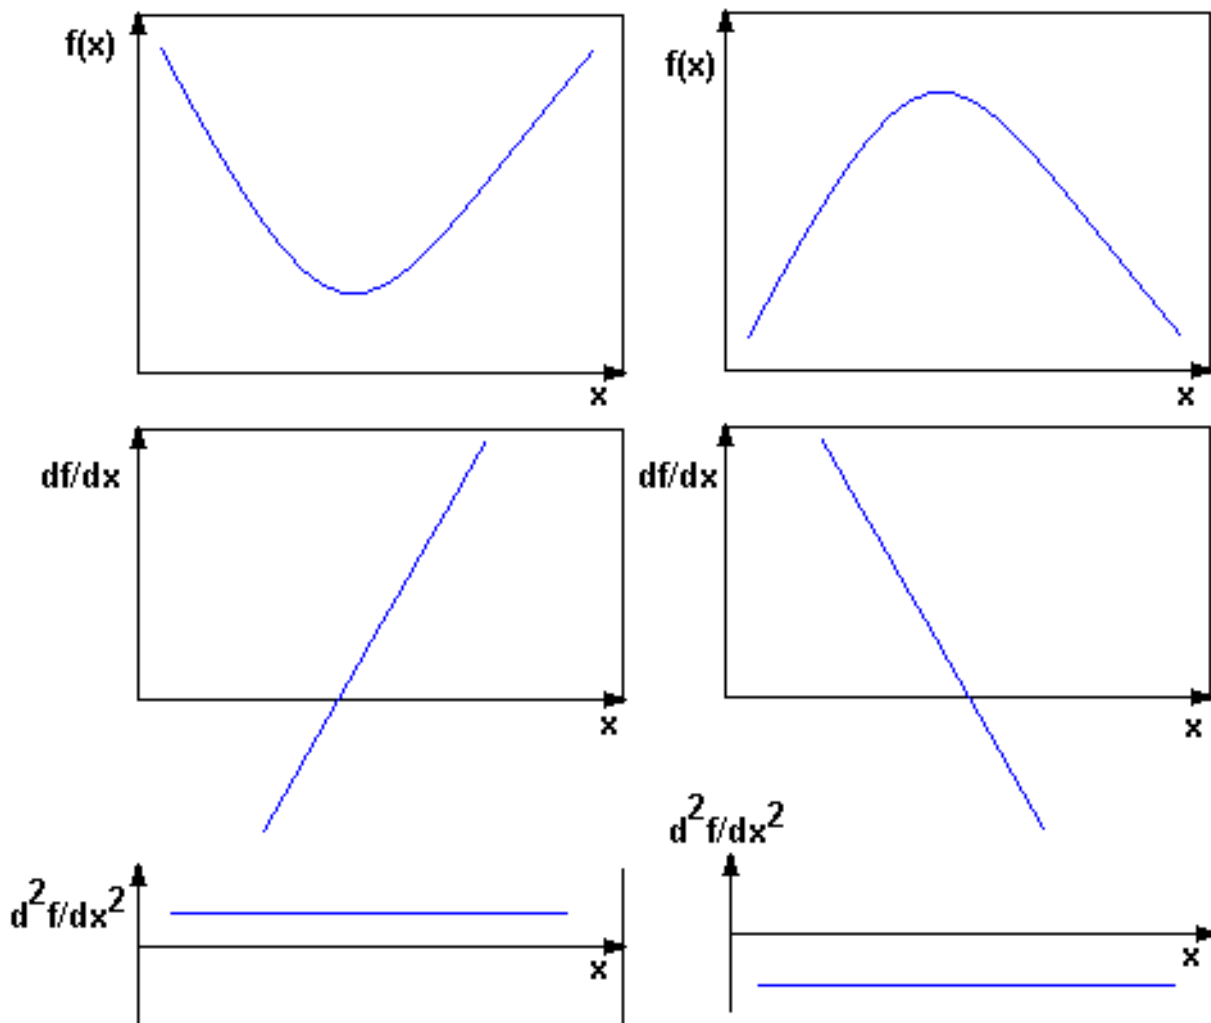 f(x)
x
f(x)
x
df/dx
x
df/dx
x
d²f/dx²
x
d²f/dx²
x